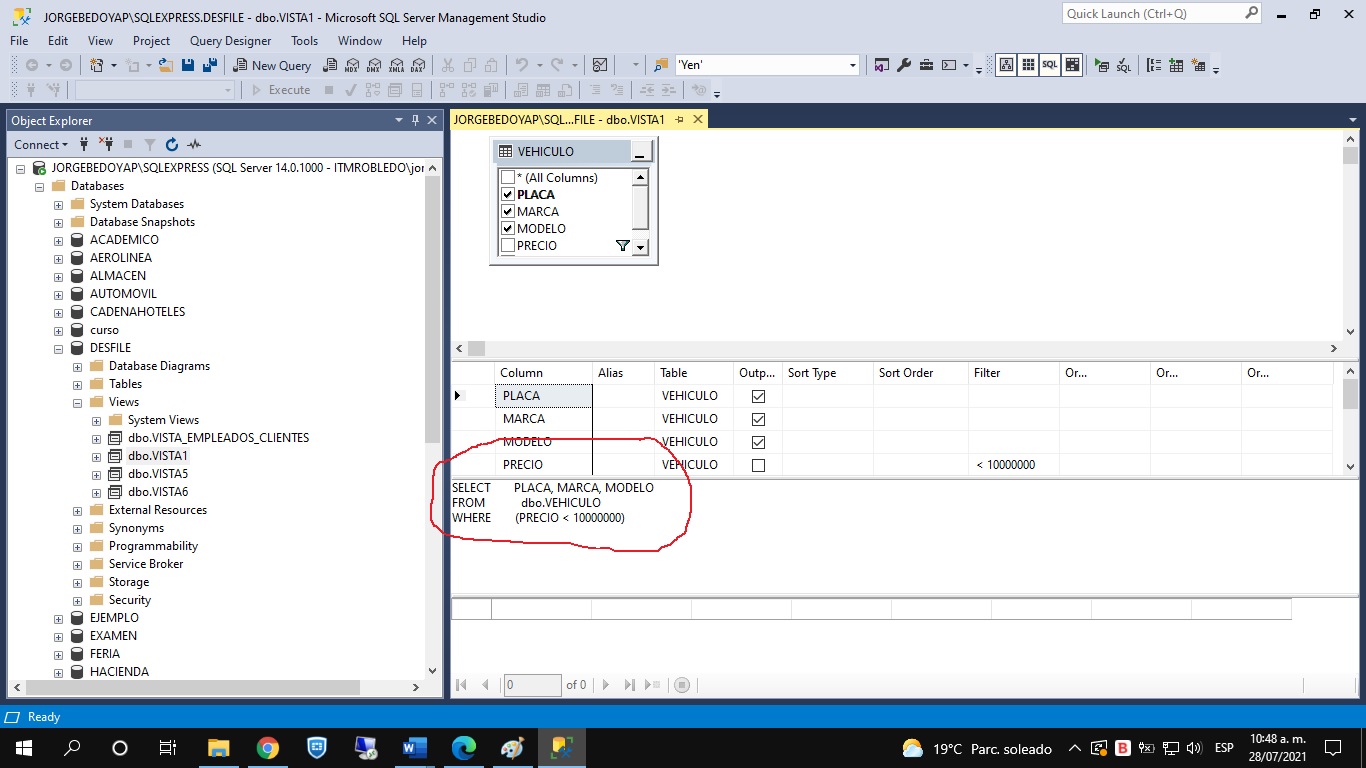 JORGEBEDOYAP\SQLEXPRESS.DESFILE - dbo.VISTA1 - Microsoft SQL Server Management Studio
Quick Launch (Ctrl+Q)
File Edit View Project Query Designer Tools Window Help
New Query MDX DMX XMLA DAX 'Yen' SQL SQL
Execute
Object Explorer
Connect
JORGEBEDOYAP\SQLEXPRESS (SQL Server 14.0.1000 - ITMROBLEDO\jor
Databases
System Databases
Database Snapshots
ACADEMICO
AEROLINEA
ALMACEN
AUTOMOVIL
CADENAHOTELES
curso
DESFILE
Database Diagrams
Tables
Views
System Views
dbo.VISTA_EMPLEADOS_CLIENTES
dbo.VISTA1
dbo.VISTA5
dbo.VISTA6
External Resources
Synonyms
Programmability
Service Broker
Storage
Security
EJEMPLO
EXAMEN
FERIA
HACIENDA
JORGEBEDOYAP\SQL...FILE - dbo.VISTA1
VEHICULO
* (All Columns)
PLACA
MARCA
MODELO
PRECIO
Column Alias Table Outp... Sort Type Sort Order Filter Or... Or... Or...
PLACA VEHICULO
MARCA VEHICULO
MODELO VEHICULO
PRECIO VEHICULO < 10000000
SELECT PLACA, MARCA, MODELO
FROM dbo.VEHICULO
WHERE (PRECIO < 10000000)
0 of 0
Ready
19°C Parc. soleado ESP 10:48 a. m.
28/07/2021